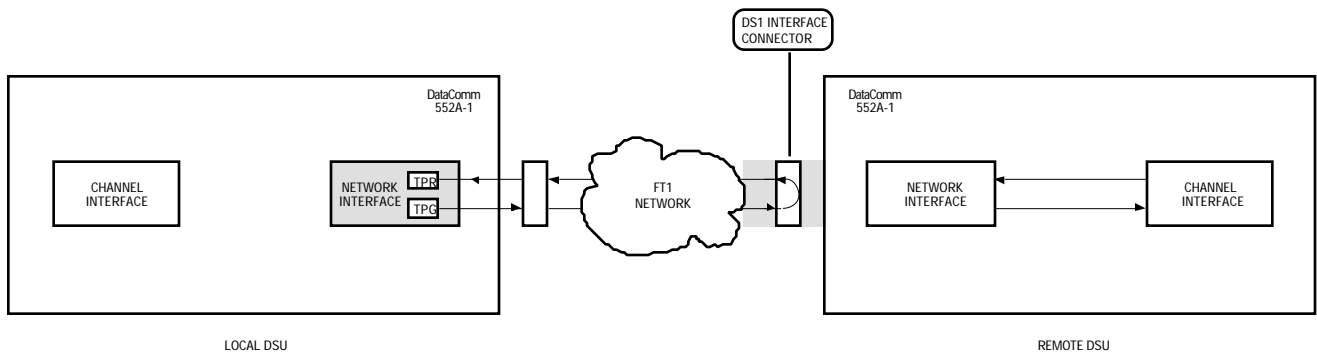 DS1 INTERFACE
CONNECTOR
DataComm
552A-1
DataComm
552A-1
CHANNEL
INTERFACE
NETWORK
INTERFACE
TPR
TPG
FT1
NETWORK
NETWORK
INTERFACE
CHANNEL
INTERFACE
LOCAL DSU
REMOTE DSU